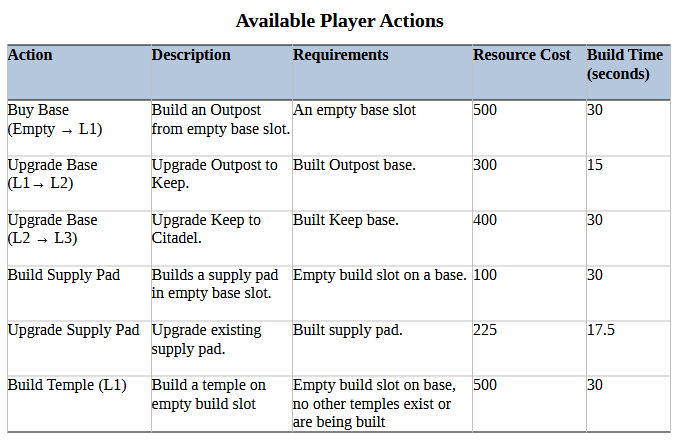 Available Player Actions
Action Description Requirements Resource Cost Build Time
(seconds)
Buy Base Build an Outpost An empty base slot 500 30
(Empty → L1) from empty base slot.
Upgrade Base Upgrade Outpost to Built Outpost base. 300 15
(L1→ L2) Keep.
Upgrade Base Upgrade Keep to Built Keep base. 400 30
(L2 → L3) Citadel.
Build Supply Pad Builds a supply pad Empty build slot on a base. 100 30
in empty base slot.
Upgrade Supply Pad Upgrade existing Built supply pad. 225 17.5
supply pad.
Build Temple (L1) Build a temple on Empty build slot on base, 500 30
empty build slot no other temples exist or
are being built